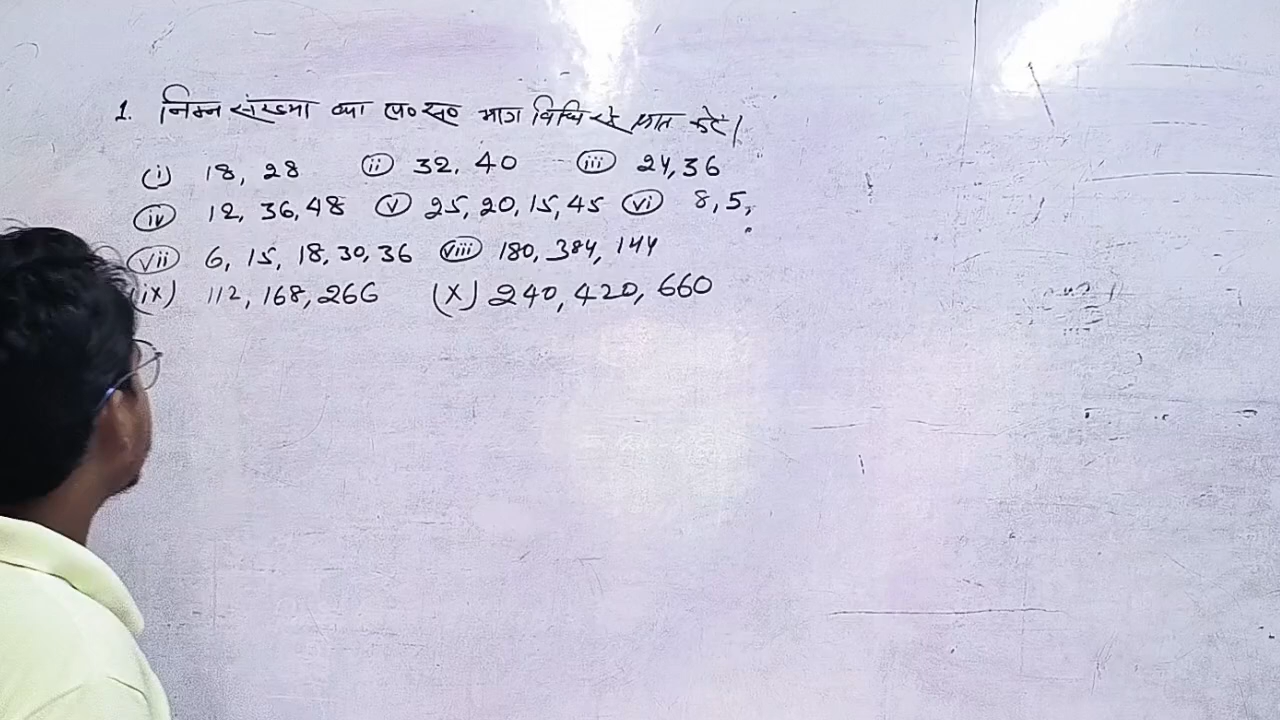 1. निम्न संख्या का ल० स० भाग विधि से ज्ञात करें।
(i) 18, 28 (ii) 32, 40 (iii) 24, 36
(iv) 12, 36, 48 (v) 25, 20, 15, 45 (vi) 8, 5,
(vii) 6, 15, 18, 30, 36 (viii) 180, 384, 144
(ix) 112, 168, 266 (x) 240, 420, 660